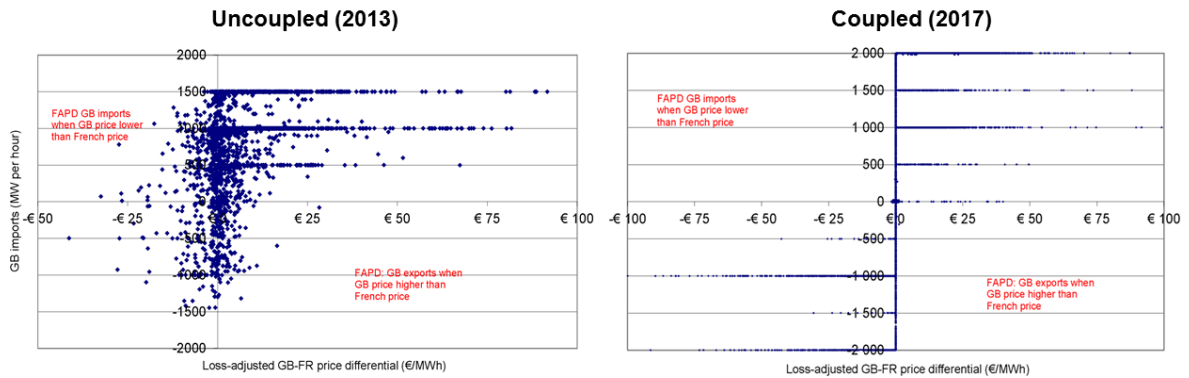 Uncoupled (2013)
2000
1500
1000
500
0
-500
-1000
-1500
-2000
-€ 50
-€ 25
€ 25
€ 50
€ 75
€ 100
GB imports (MW per hour)
FAPD GB imports
when GB price lower
than French price
FAPD: GB exports when
GB price higher than
French price
Loss-adjusted GB-FR price differential (€/MWh)
Coupled (2017)
2 000
1 500
1 000
500
0
-500
-1 000
-1 500
-2 000
-€ 100
-€ 75
-€ 50
-€ 25
€ 0
€ 25
€ 50
€ 75
€ 100
FAPD GB imports
when GB price lower
than French price
FAPD: GB exports when
GB price higher than
French price
Loss-adjusted GB-FR price differential (€/MWh)